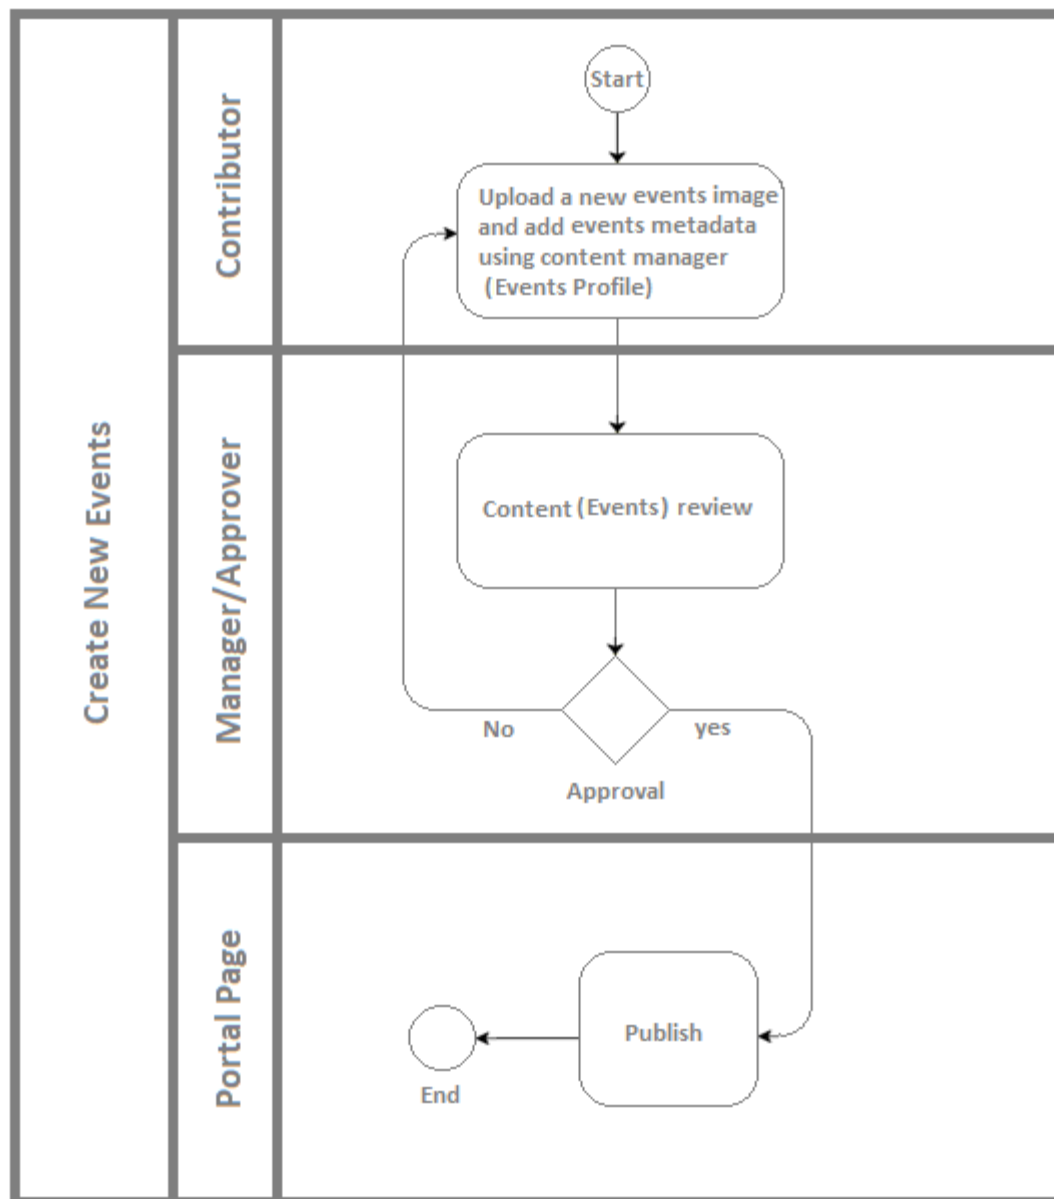 Create New Events
Contributor
Start
Upload a new events image
and add events metadata
using content manager
(Events Profile)
Manager/Approver
Content (Events) review
No
yes
Approval
Portal Page
Publish
End